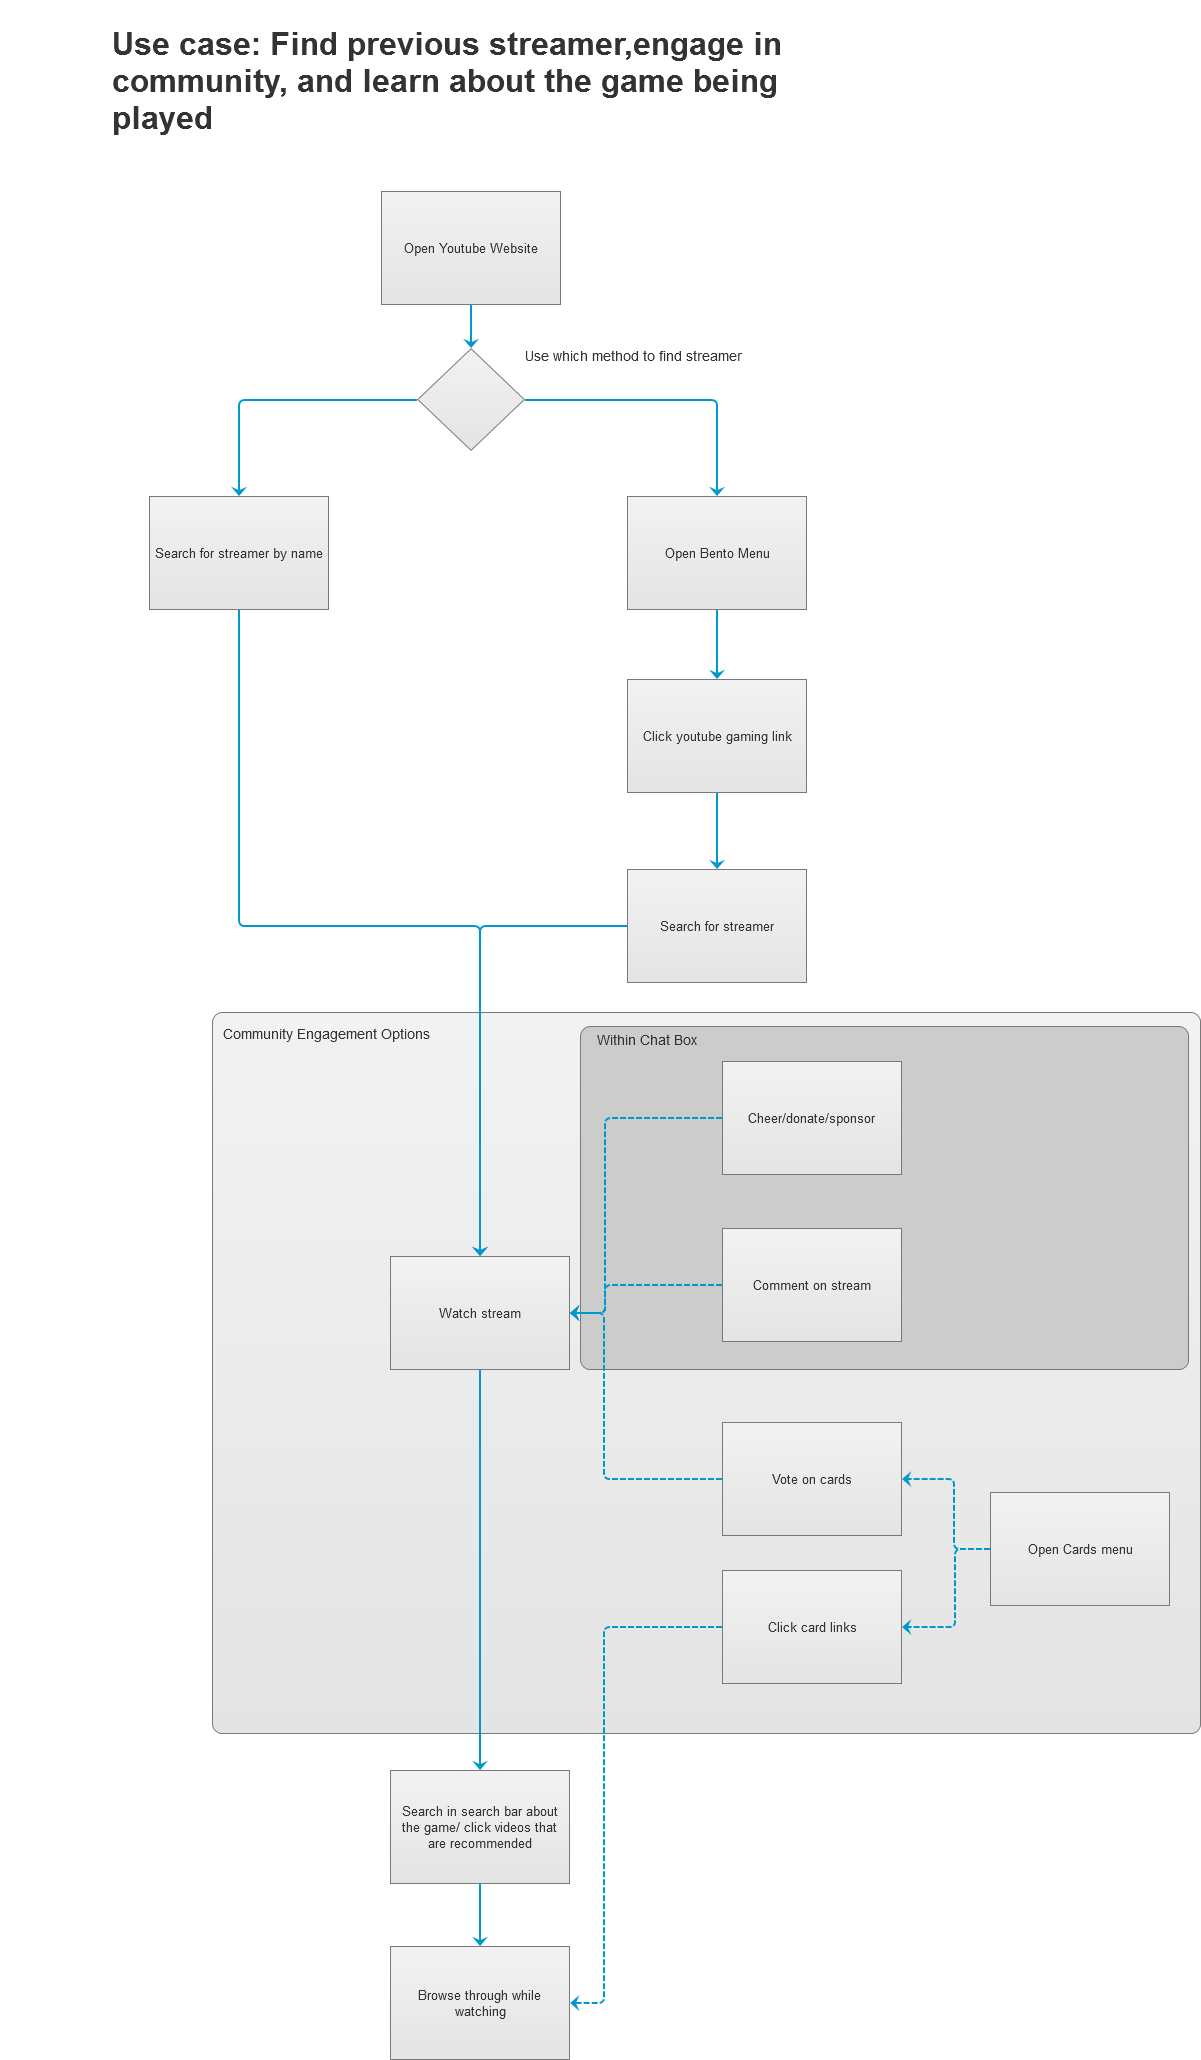 Use case: Find previous streamer,engage in
community, and learn about the game being
played
Open Youtube Website
Use which method to find streamer
Search for streamer by name
Open Bento Menu
Click youtube gaming link
Search for streamer
Community Engagement Options
Within Chat Box
Cheer/donate/sponsor
Comment on stream
Watch stream
Vote on cards
Open Cards menu
Click card links
Search in search bar about
the game/ click videos that
are recommended
Browse through while
watching